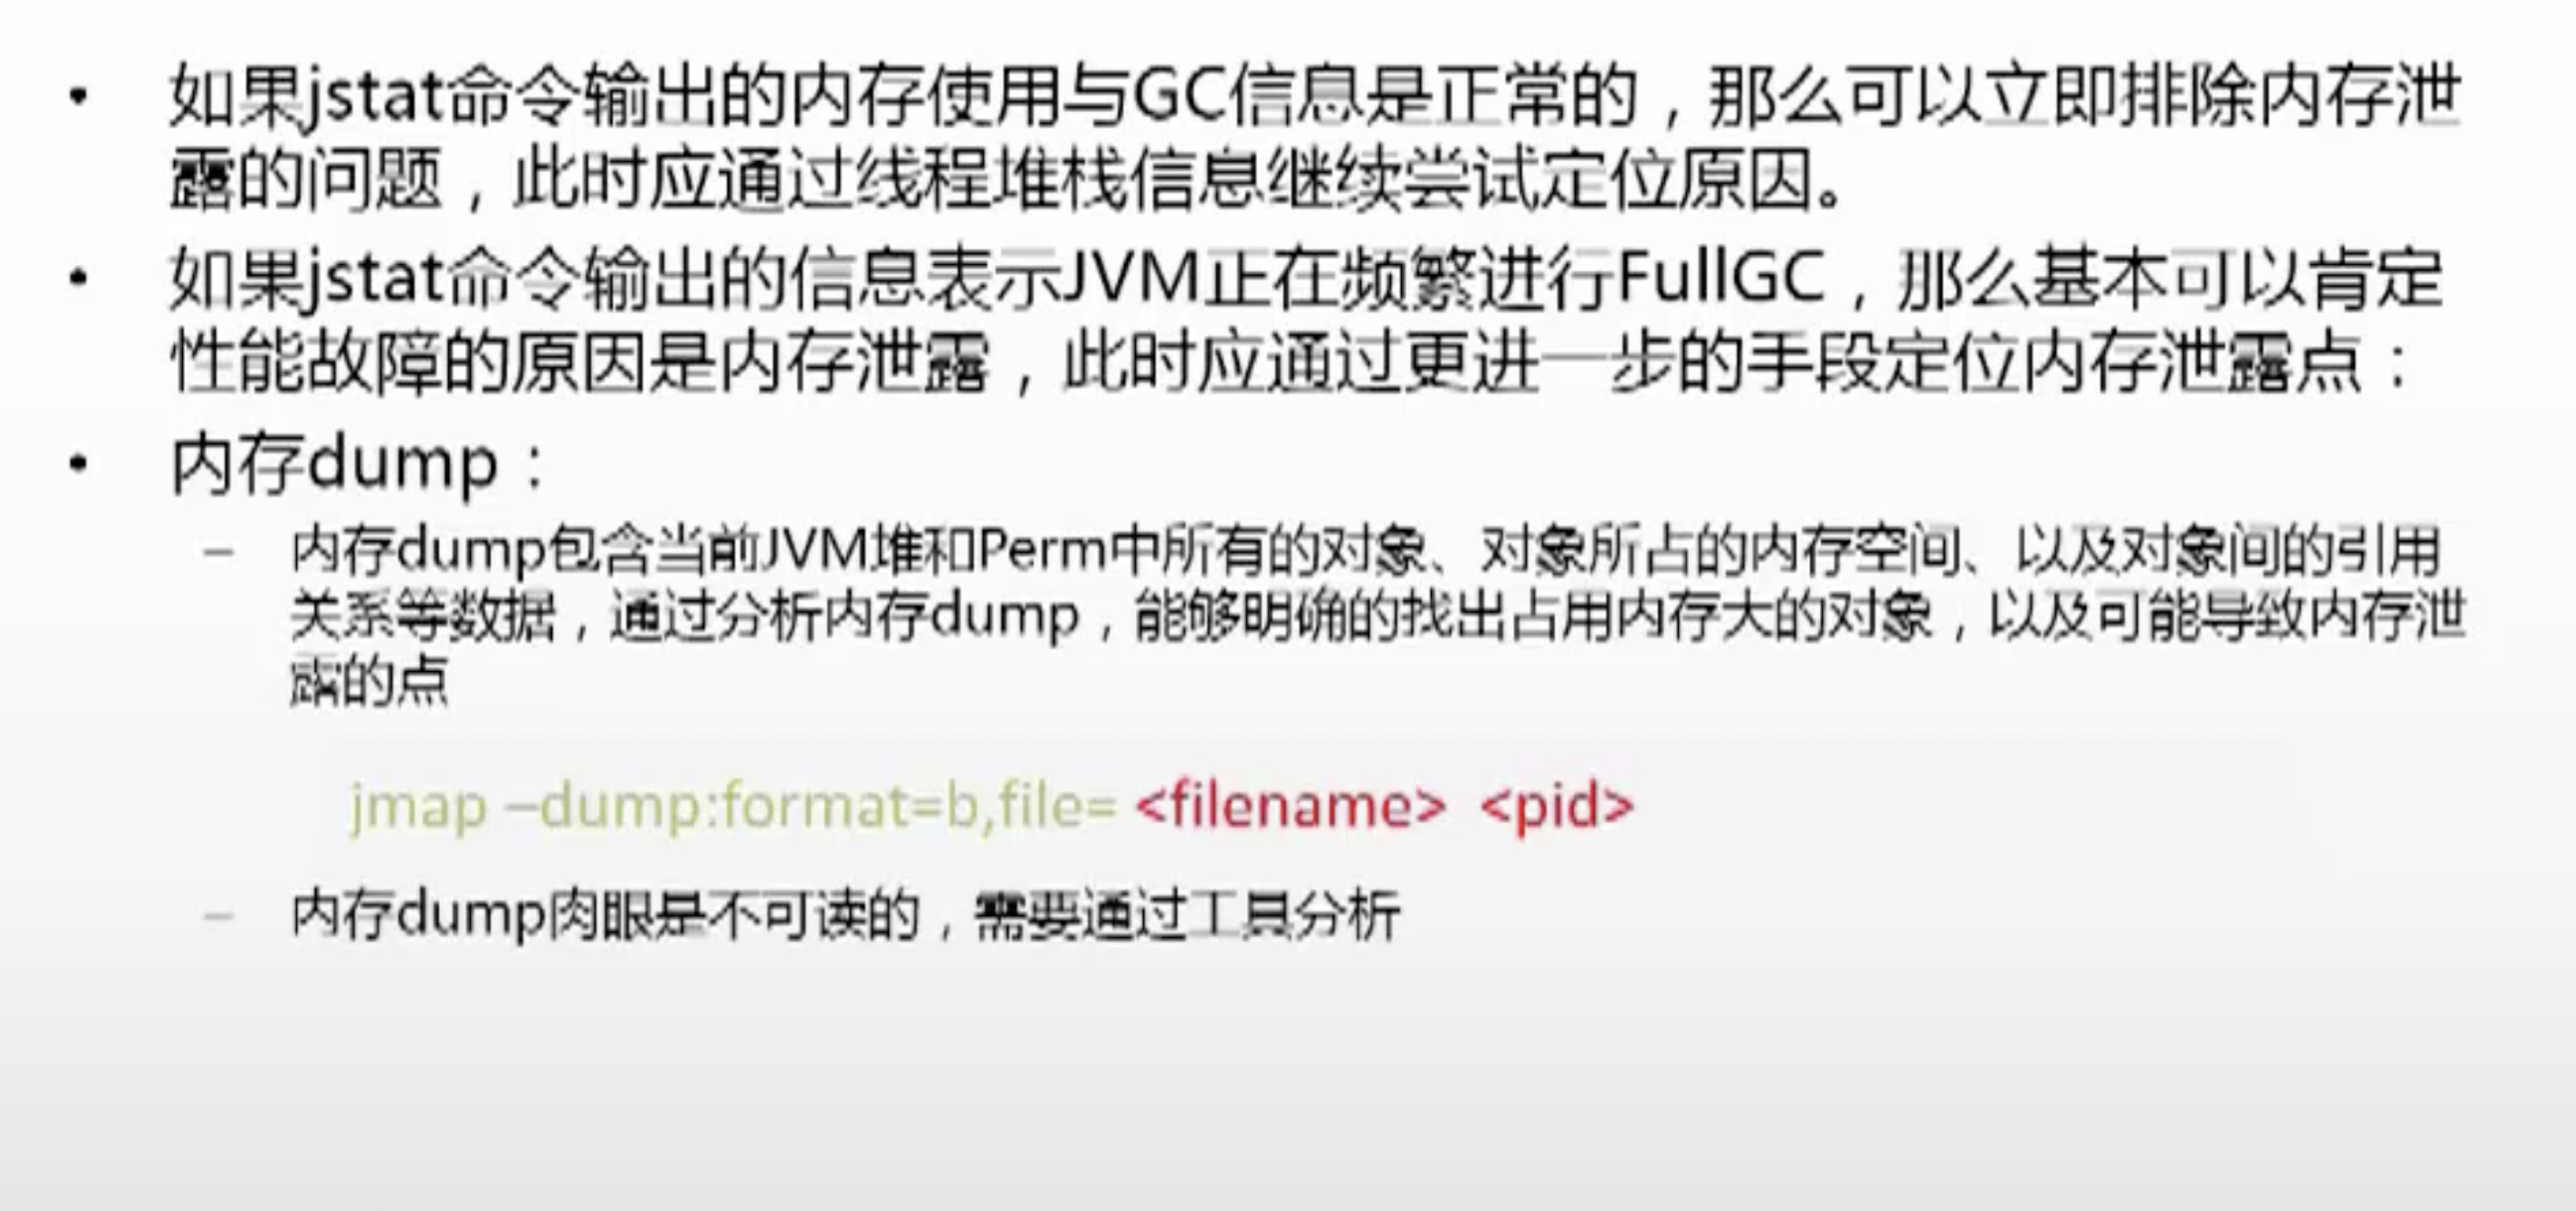 • 如果jstat命令输出的内存使用与GC信息是正常的，那么可以立即排除内存泄
露的问题，此时应通过线程堆栈信息继续尝试定位原因。
• 如果jstat命令输出的信息表示JVM正在频繁进行FullGC，那么基本可以肯定
性能故障的原因是内存泄露，此时应通过更进一步的手段定位内存泄露点：
• 内存dump：
– 内存dump包含当前JVM堆和Perm中所有的对象、对象所占的内存空间、以及对象间的引用
关系等数据，通过分析内存dump，能够明确的找出占用内存大的对象，以及可能导致内存泄
露的点
jmap –dump:format=b,file= <filename> <pid>
– 内存dump肉眼是不可读的，需要通过工具分析